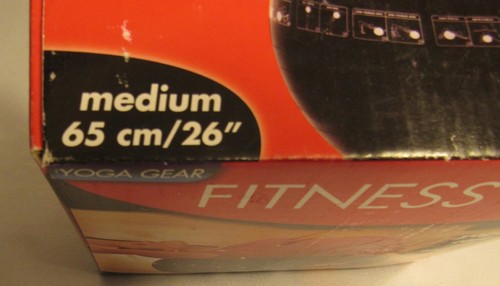 medium
65 cm/26"
YOGA GEAR
FITNESS